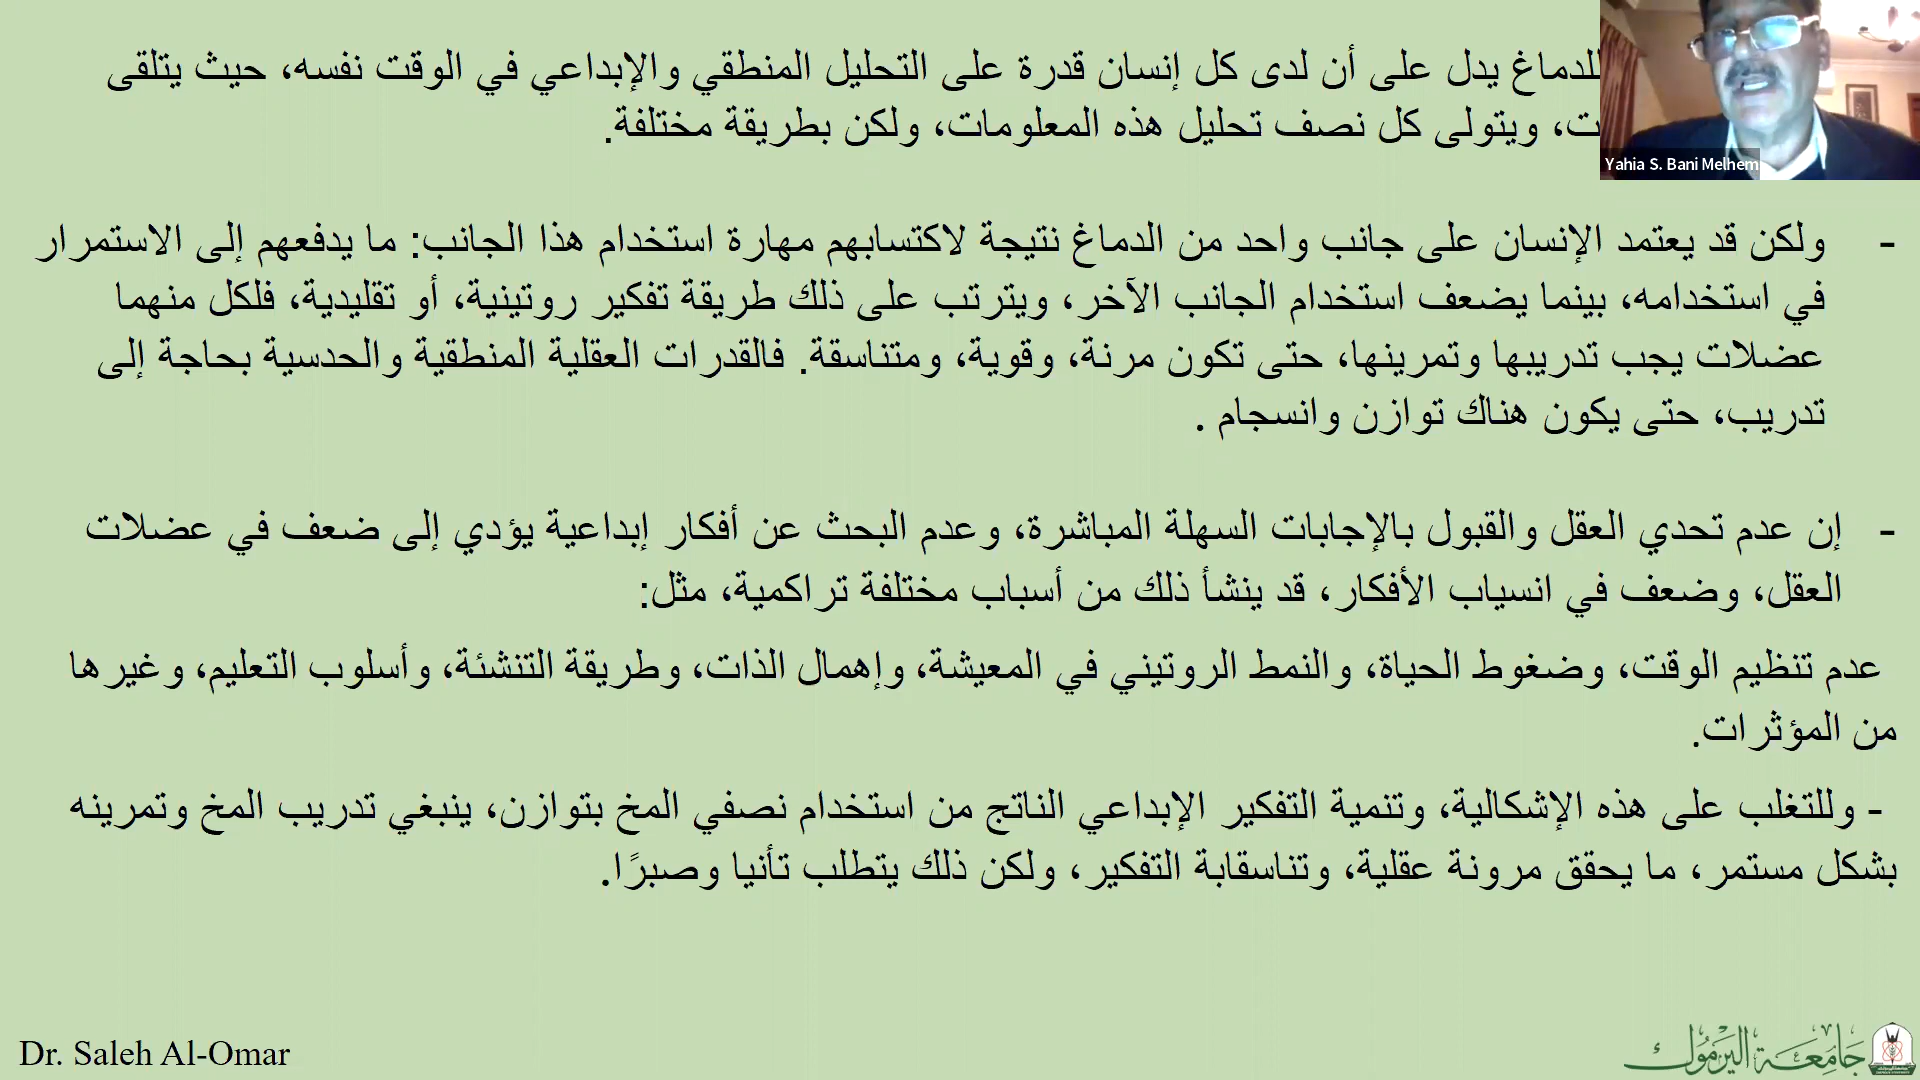 للدماغ يدل على أن لدى كل إنسان قدرة على التحليل المنطقي والإبداعي في الوقت نفسه، حيث يتلقى
ويتولى كل نصف تحليل هذه المعلومات، ولكن بطريقة مختلفة.
Yahia S. Bani Melhem
- ولكن قد يعتمد الإنسان على جانب واحد من الدماغ نتيجة لاكتسابهم مهارة استخدام هذا الجانب: ما يدفعهم إلى الاستمرار
في استخدامه، بينما يضعف استخدام الجانب الآخر، ويترتب على ذلك طريقة تفكير روتينية، أو تقليدية، فلكل منهما
عضلات يجب تدريبها وتمرينها، حتى تكون مرنة، وقوية، ومتناسقة. فالقدرات العقلية المنطقية والحدسية بحاجة إلى
تدريب، حتى يكون هناك توازن وانسجام .
- إن عدم تحدي العقل والقبول بالإجابات السهلة المباشرة، وعدم البحث عن أفكار إبداعية يؤدي إلى ضعف في عضلات
العقل، وضعف في انسياب الأفكار، قد ينشأ ذلك من أسباب مختلفة تراكمية، مثل:
عدم تنظيم الوقت، وضغوط الحياة، والنمط الروتيني في المعيشة، وإهمال الذات، وطريقة التنشئة، وأسلوب التعليم، وغيرها
من المؤثرات.
- وللتغلب على هذه الإشكالية، وتنمية التفكير الإبداعي الناتج من استخدام نصفي المخ بتوازن، ينبغي تدريب المخ وتمرينه
بشكل مستمر، ما يحقق مرونة عقلية، وتناسقابة التفكير، ولكن ذلك يتطلب تأنيا وصبرًا.
Dr. Saleh Al-Omar
جامعة اليرموك